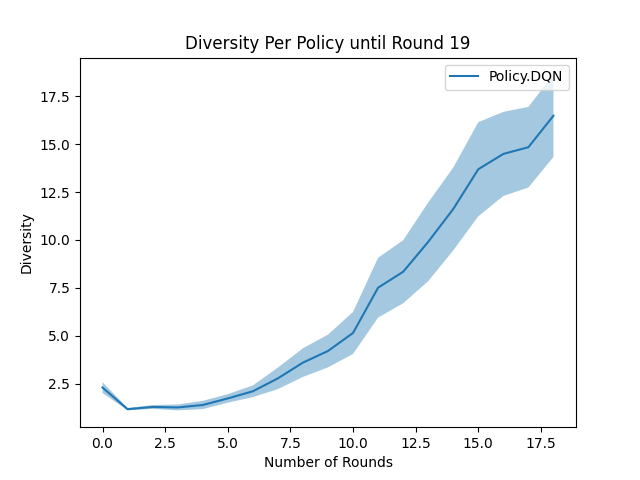 Diversity Per Policy until Round 19
Policy.DQN
17.5
15.0
12.5
10.0
7.5
5.0
2.5
Diversity
0.0 2.5 5.0 7.5 10.0 12.5 15.0 17.5
Number of Rounds